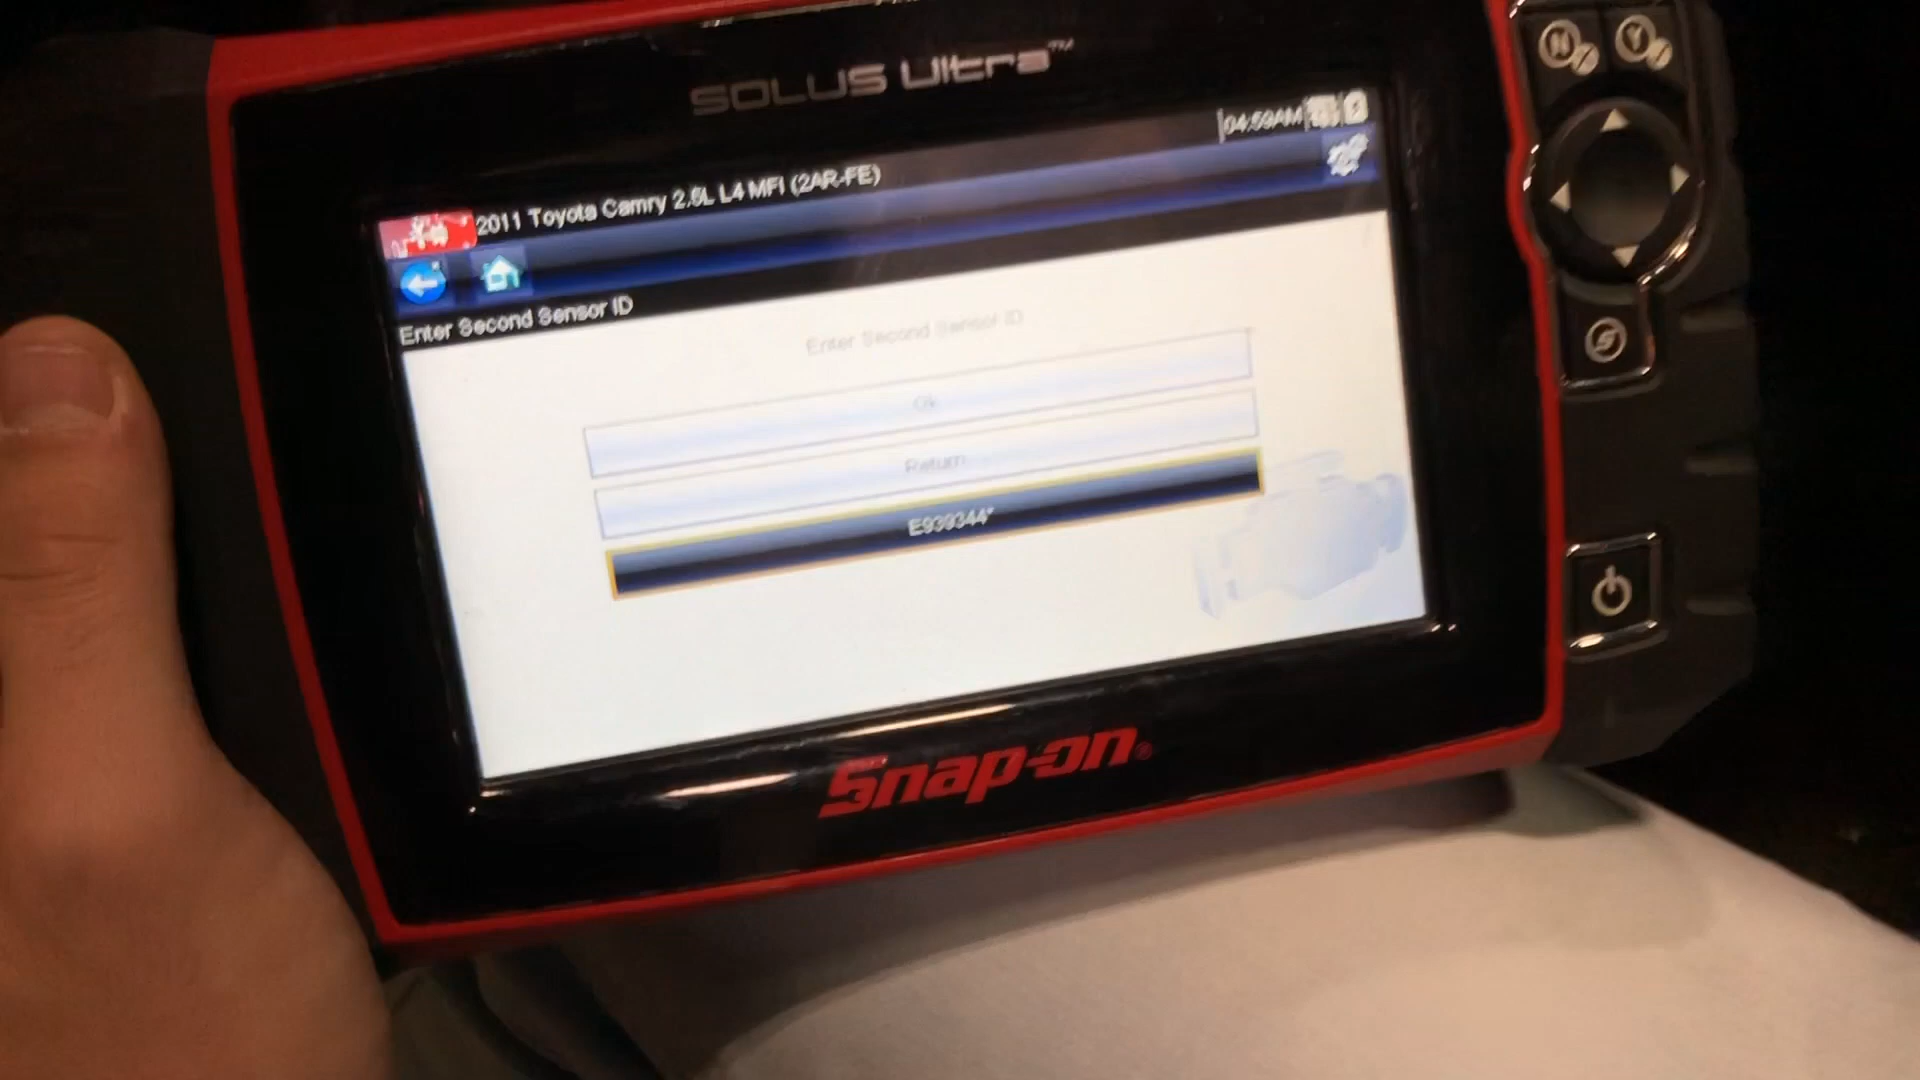 SOLUS Ultra™
04:59AM
2011 Toyota Camry 2.5L L4 MFI (2AR-FE)
Enter Second Sensor ID
Enter Second Sensor ID
Ok
Return
E939344*
Snap-on®
N
Y
S